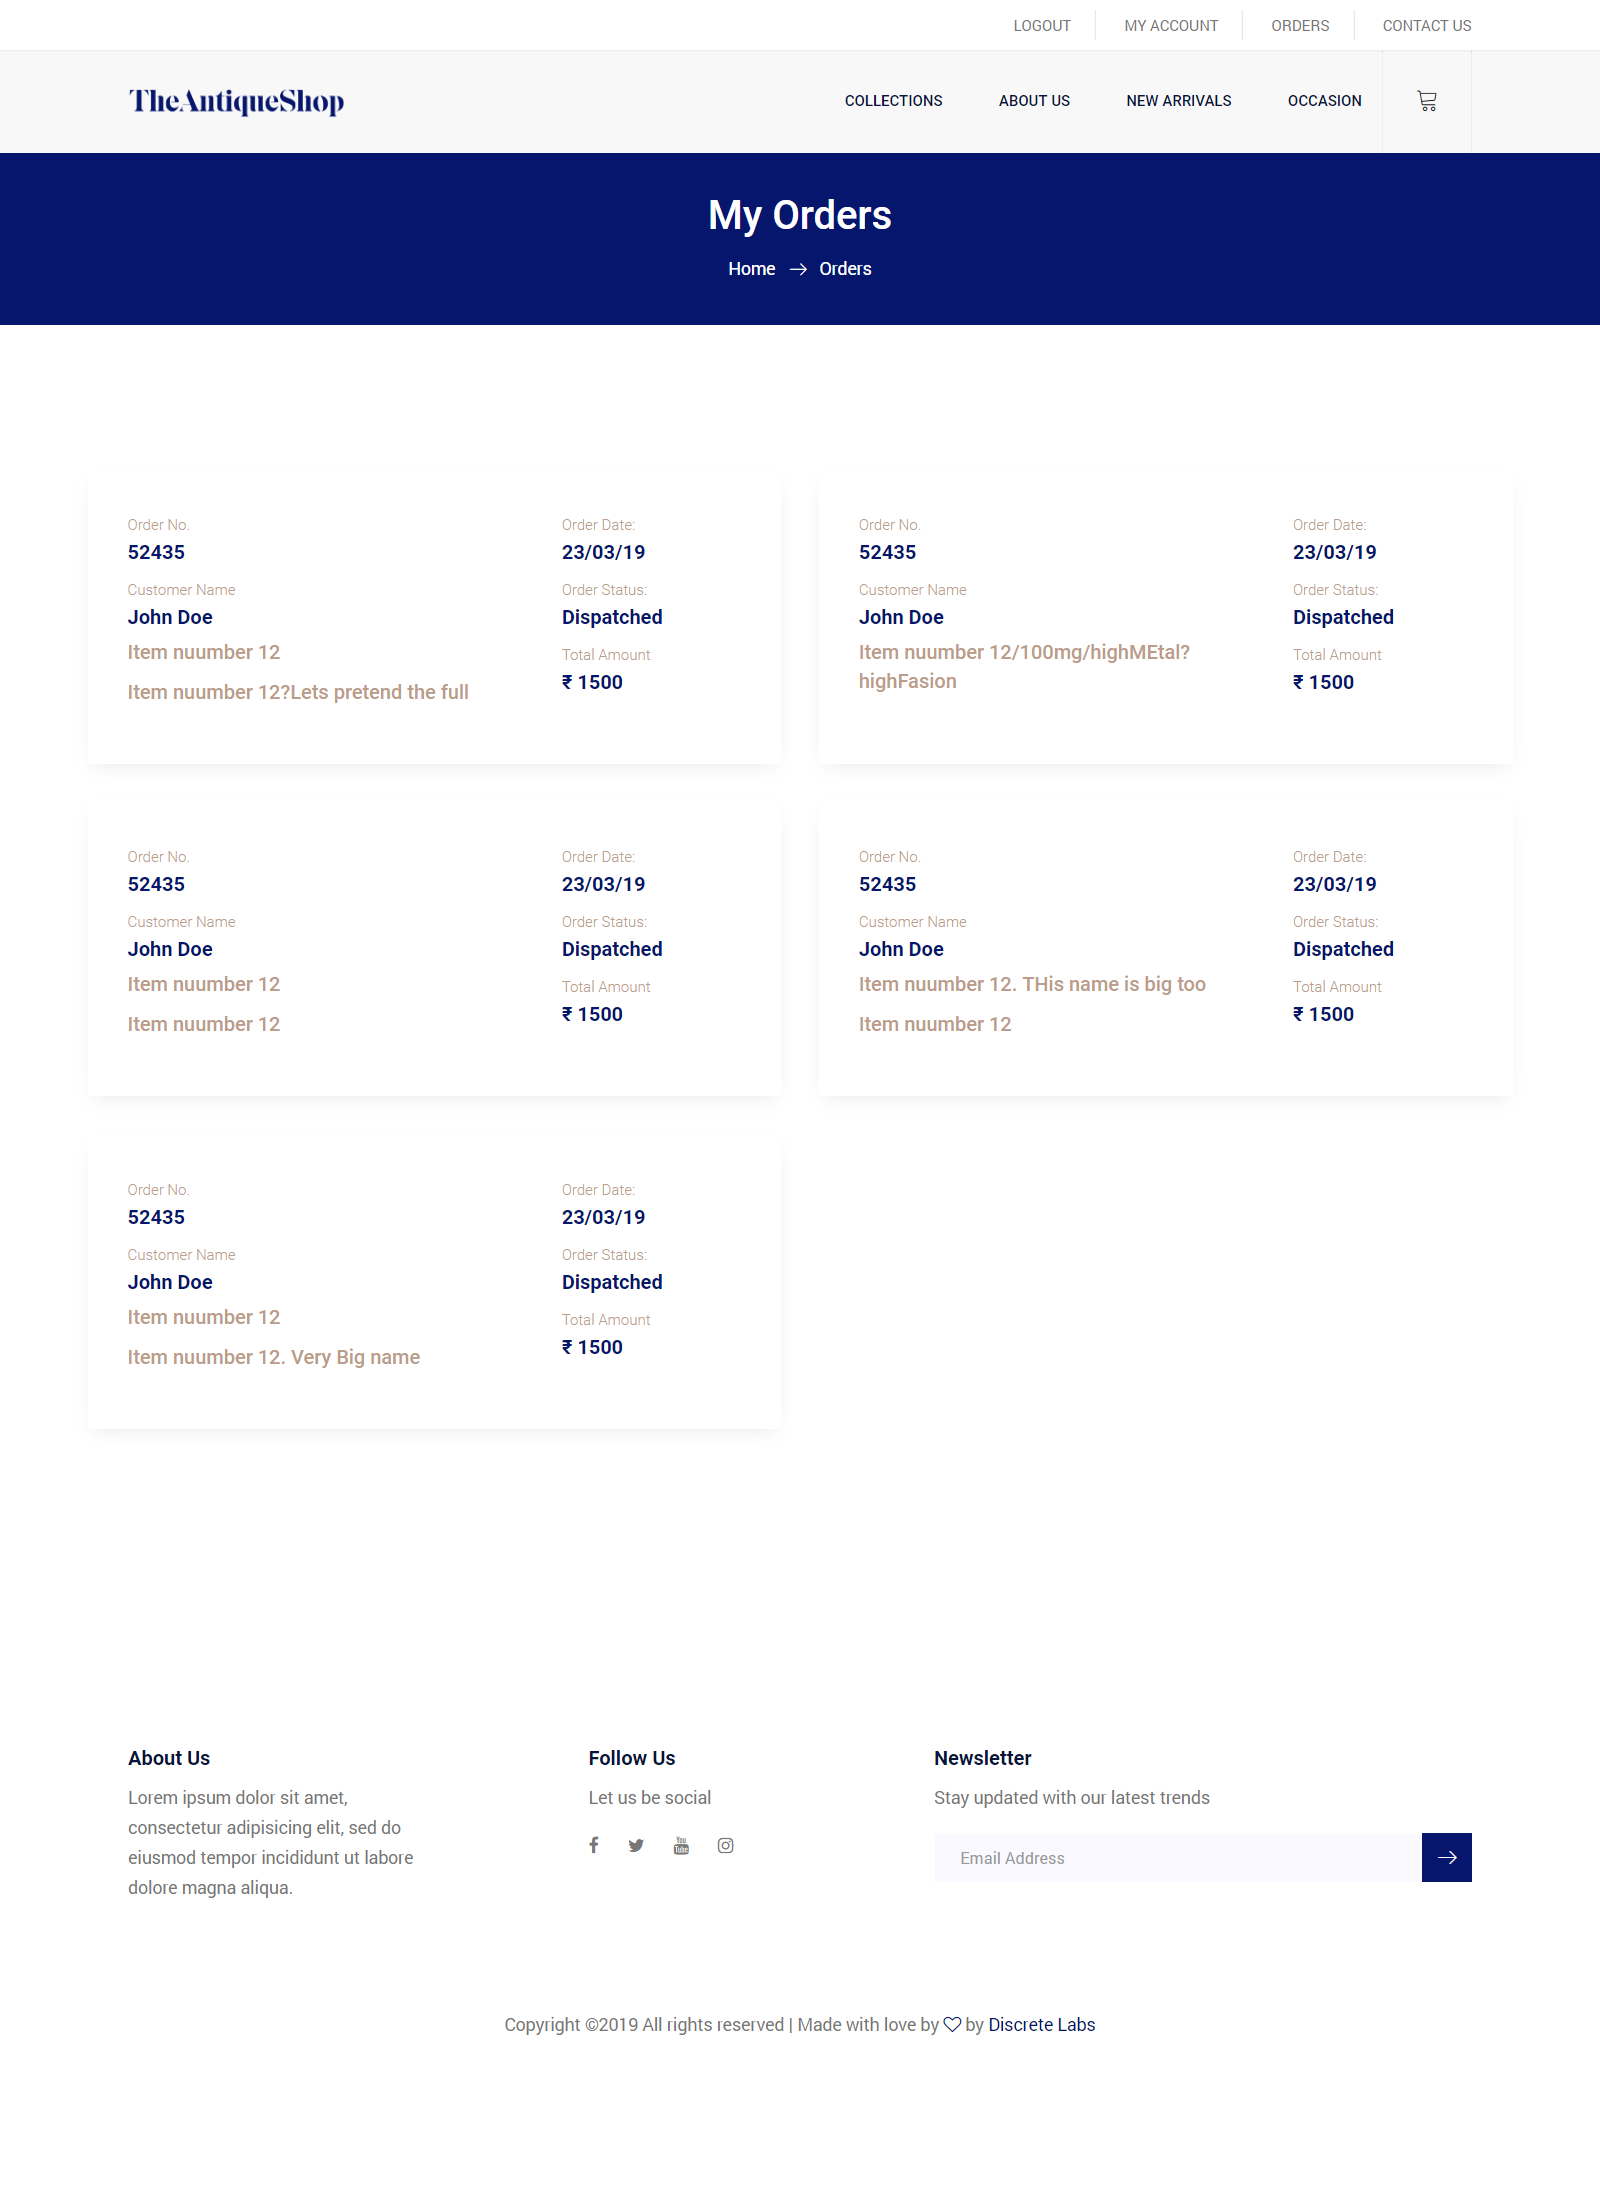 LOGOUT
MY ACCOUNT
ORDERS
CONTACT US
TheAntiqueShop
COLLECTIONS
ABOUT US
NEW ARRIVALS
OCCASION
My Orders
Home → Orders
Order No.
52435
Customer Name
John Doe
Item nuumber 12
Item nuumber 12?Lets pretend the full
Order Date:
23/03/19
Order Status:
Dispatched
Total Amount
₹ 1500
Order No.
52435
Customer Name
John Doe
Item nuumber 12/100mg/highMEtal?
highFasion
Order Date:
23/03/19
Order Status:
Dispatched
Total Amount
₹ 1500
Order No.
52435
Customer Name
John Doe
Item nuumber 12
Item nuumber 12
Order Date:
23/03/19
Order Status:
Dispatched
Total Amount
₹ 1500
Order No.
52435
Customer Name
John Doe
Item nuumber 12. THis name is big too
Item nuumber 12
Order Date:
23/03/19
Order Status:
Dispatched
Total Amount
₹ 1500
Order No.
52435
Customer Name
John Doe
Item nuumber 12
Item nuumber 12. Very Big name
Order Date:
23/03/19
Order Status:
Dispatched
Total Amount
₹ 1500
About Us
Lorem ipsum dolor sit amet,
consectetur adipisicing elit, sed do
eiusmod tempor incididunt ut labore
dolore magna aliqua.
Follow Us
Let us be social
Newsletter
Stay updated with our latest trends
Email Address
Copyright ©2019 All rights reserved | Made with love by ♡ by Discrete Labs